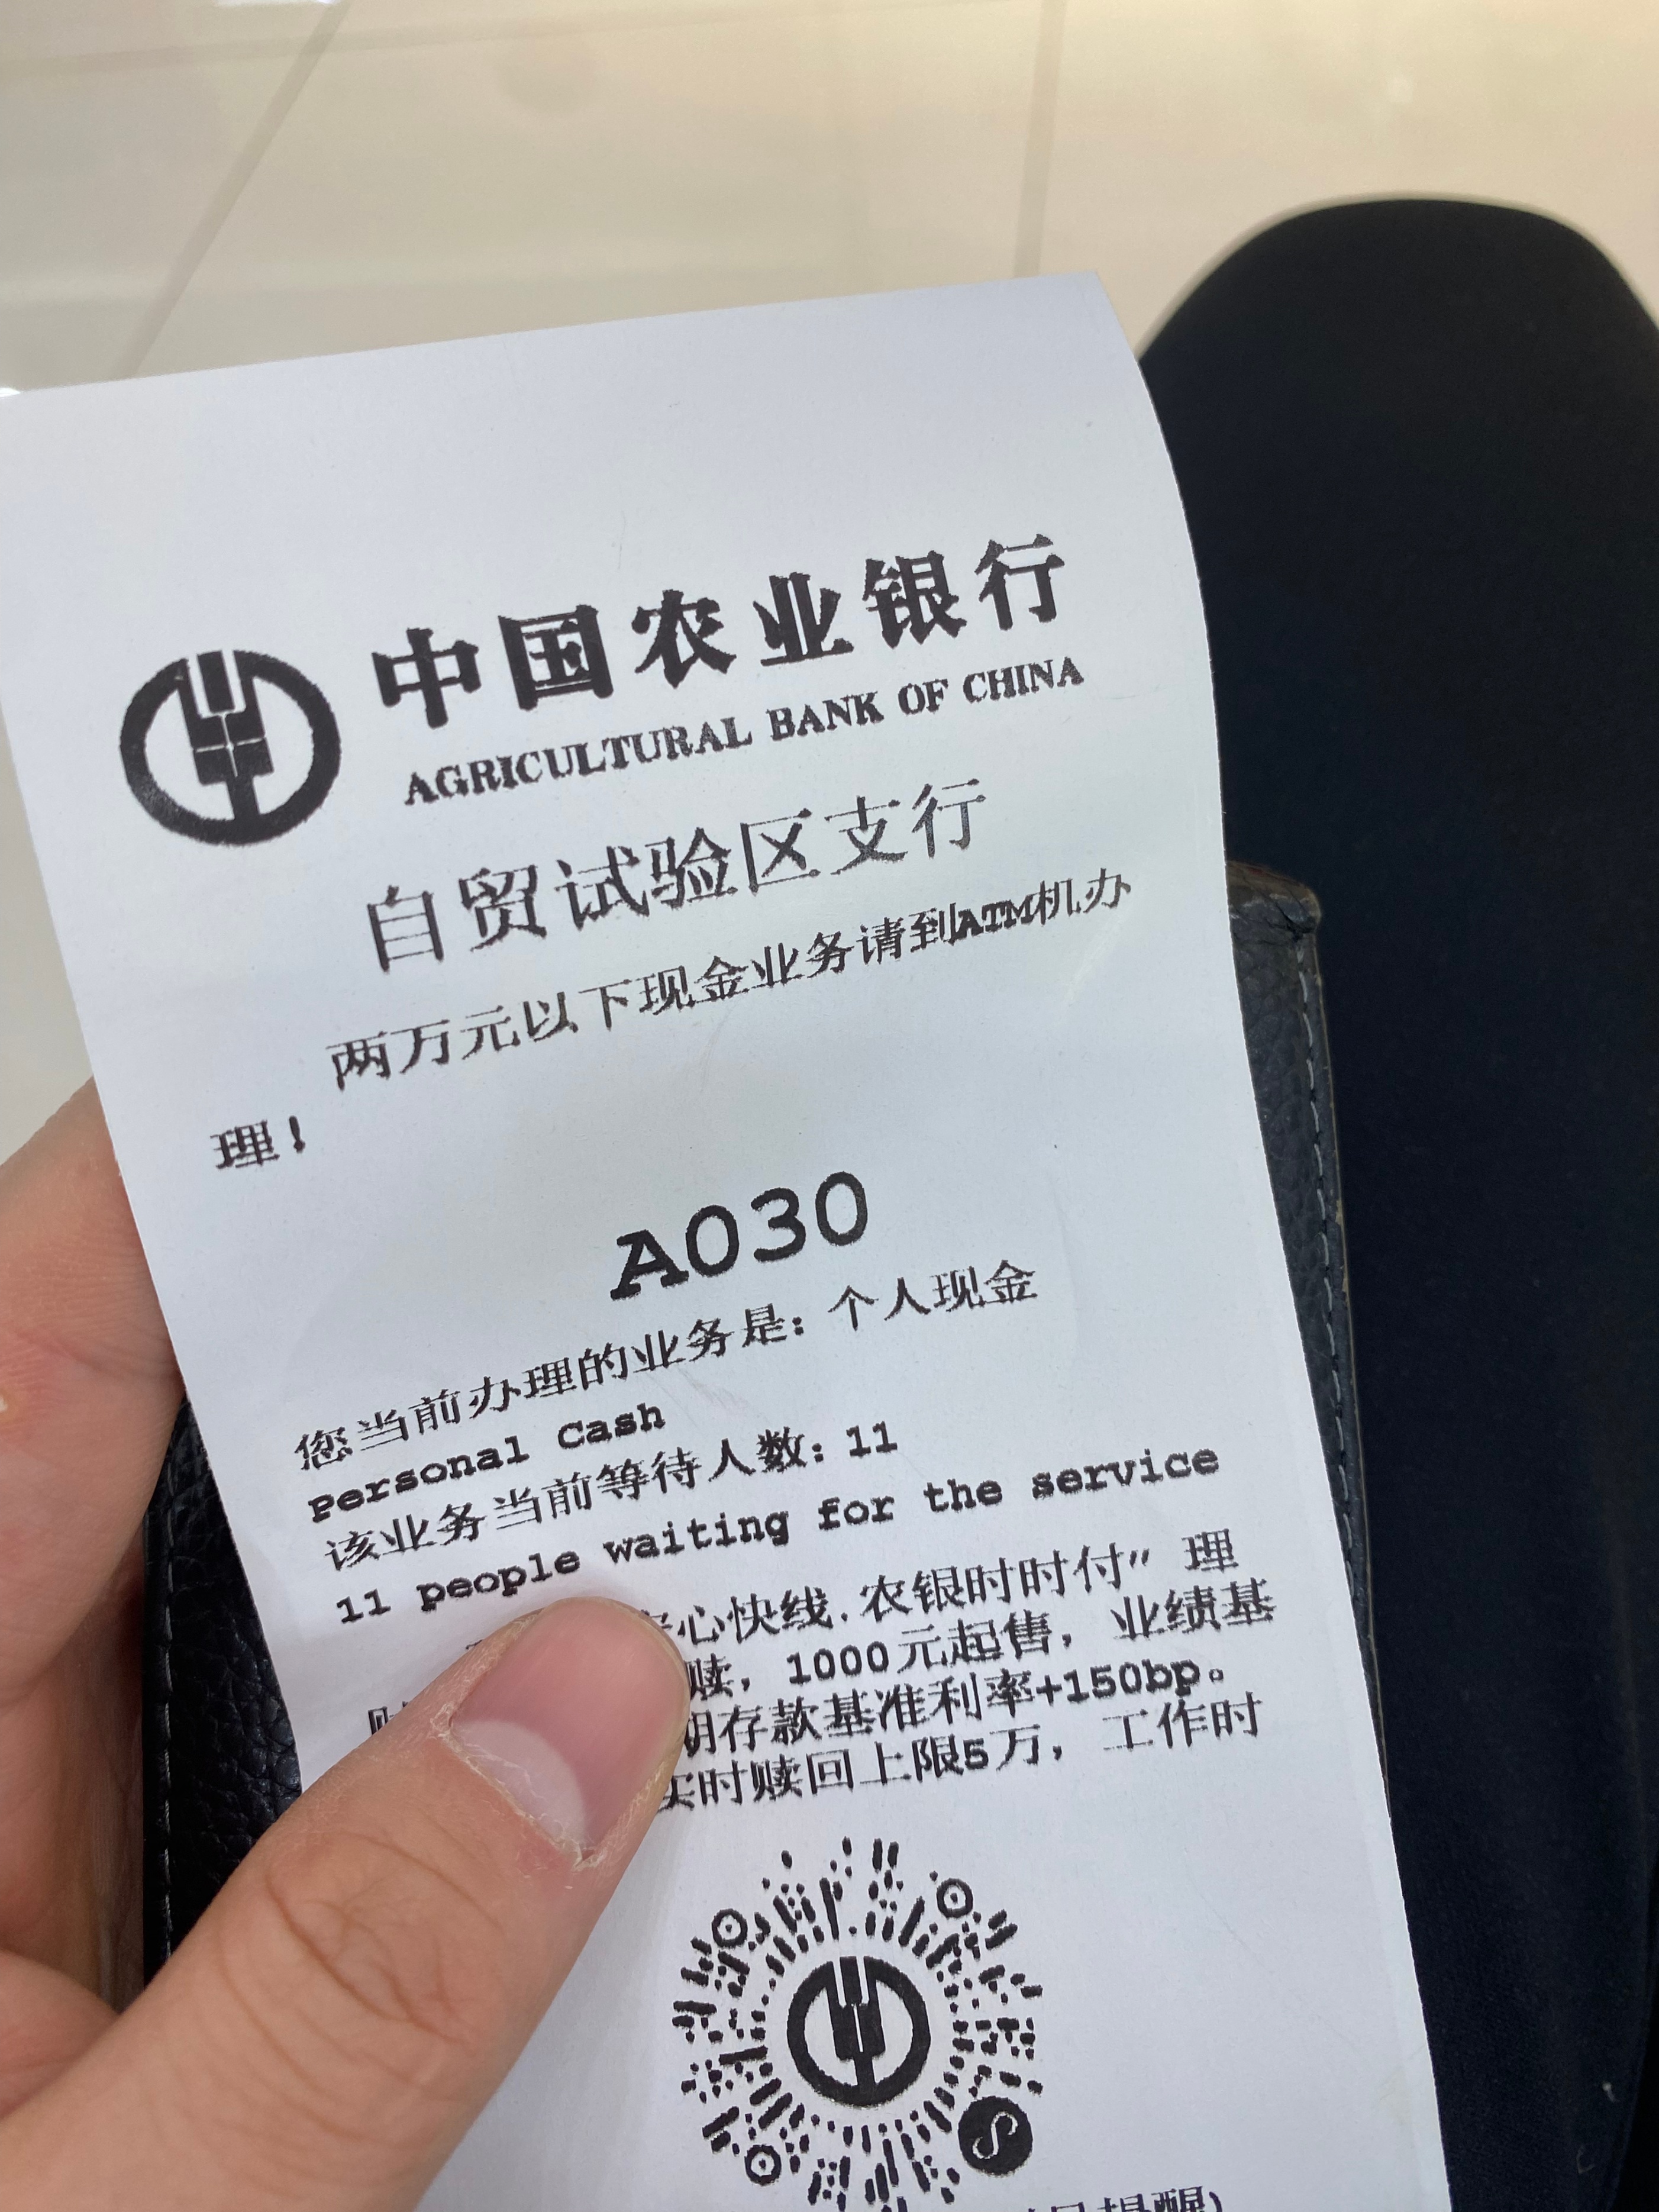 中国农业银行
AGRICULTURAL BANK OF CHINA
自贸试验区支行
两万元以下现金业务请到ATM机办
理！
A030
您当前办理的业务是：个人现金
Personal Cash
该业务当前等待人数：11
11 people waiting for the service
心快线.农银时时付”理
赎，1000元起售，业绩基
期存款基准利率+150bp。
实时赎回上限5万，工作时
提醒)